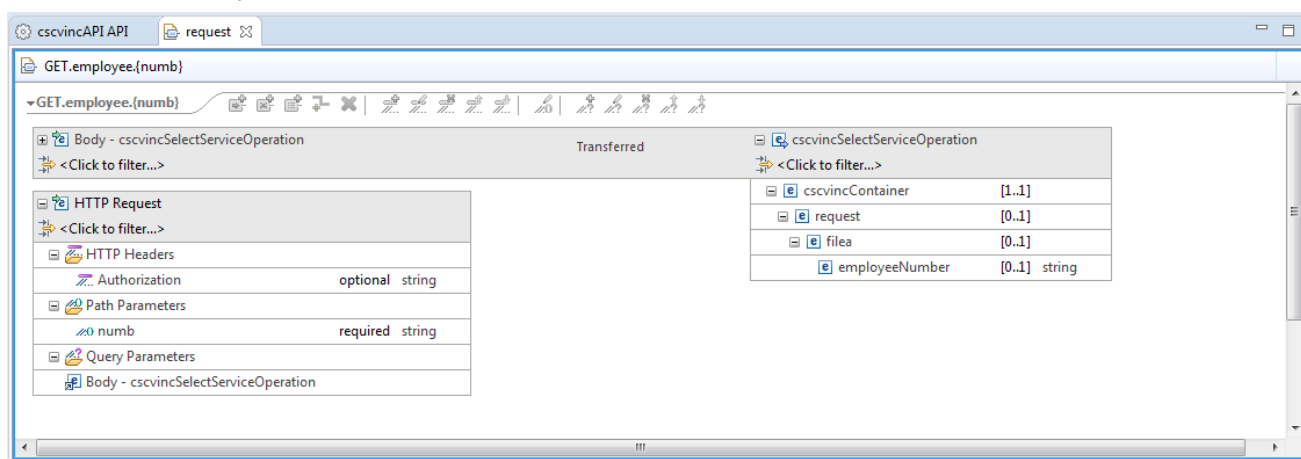 cscvincAPI API request
GET.employee.{numb}
GET.employee.{numb}
Body - cscvincSelectServiceOperation Transferred cscvincSelectServiceOperation
<Click to filter...> <Click to filter...>
cscvincContainer [1..1]
HTTP Request request [0..1]
<Click to filter...>
HTTP Headers filea [0..1]
Authorization optional string employeeNumber [0..1] string
Path Parameters
numb required string
Query Parameters
Body - cscvincSelectServiceOperation